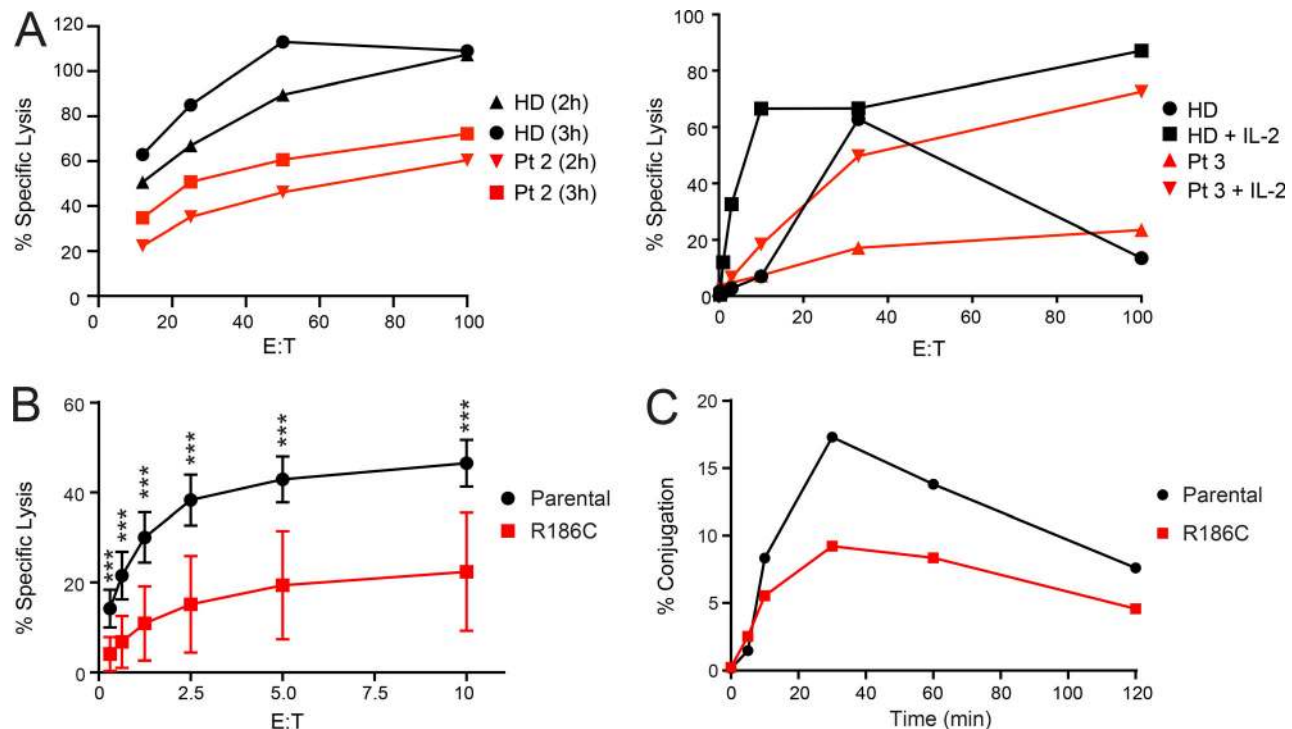 A
120
100
80
60
40
20
0
% Specific Lysis
0 20 40 60 80 100
E:T
HD (2h)
HD (3h)
Pt 2 (2h)
Pt 2 (3h)
100
80
60
40
20
0
% Specific Lysis
0 20 40 60 80 100
E:T
HD
HD + IL-2
Pt 3
Pt 3 + IL-2
B
60
40
20
0
% Specific Lysis
*** *** *** *** *** ***
0 2.5 5.0 7.5 10
E:T
Parental
R186C
C
20
15
10
5
0
% Conjugation
0 20 40 60 80 100 120
Time (min)
Parental
R186C